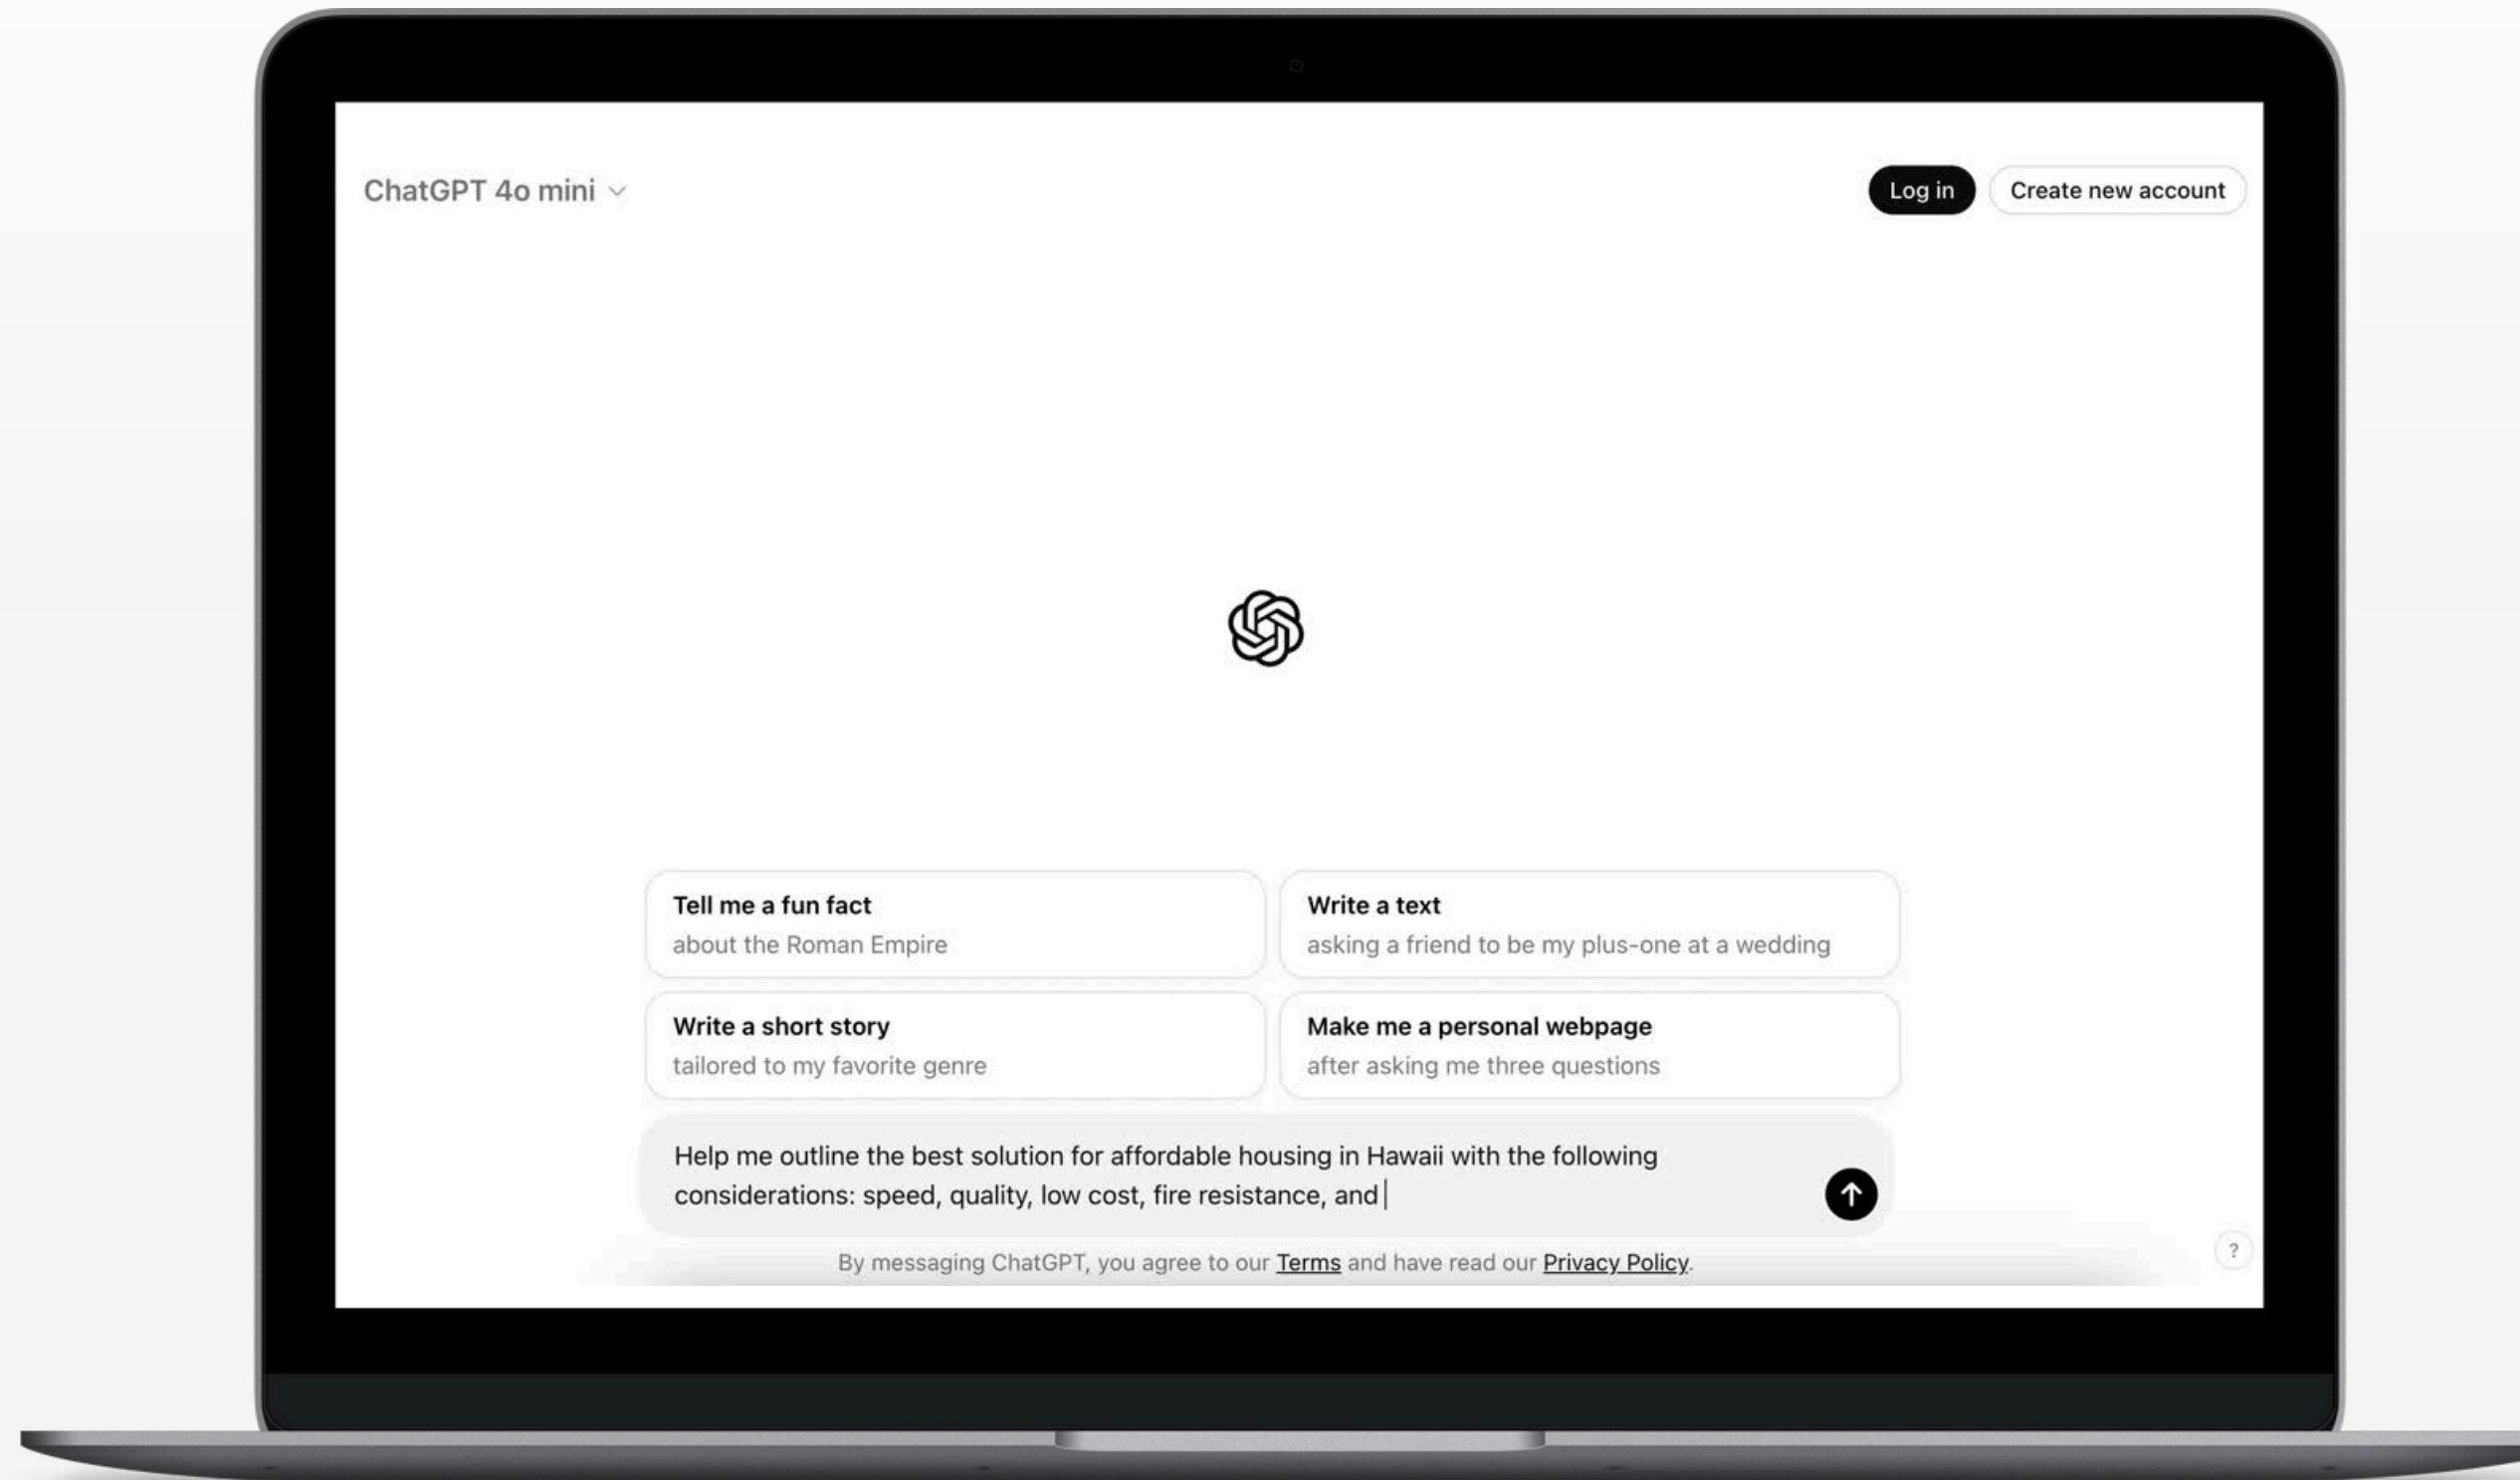 ChatGPT 4o mini
Log in
Create new account
Tell me a fun fact
about the Roman Empire
Write a text
asking a friend to be my plus-one at a wedding
Write a short story
tailored to my favorite genre
Make me a personal webpage
after asking me three questions
Help me outline the best solution for affordable housing in Hawaii with the following
considerations: speed, quality, low cost, fire resistance, and
By messaging ChatGPT, you agree to our Terms and have read our Privacy Policy.
?